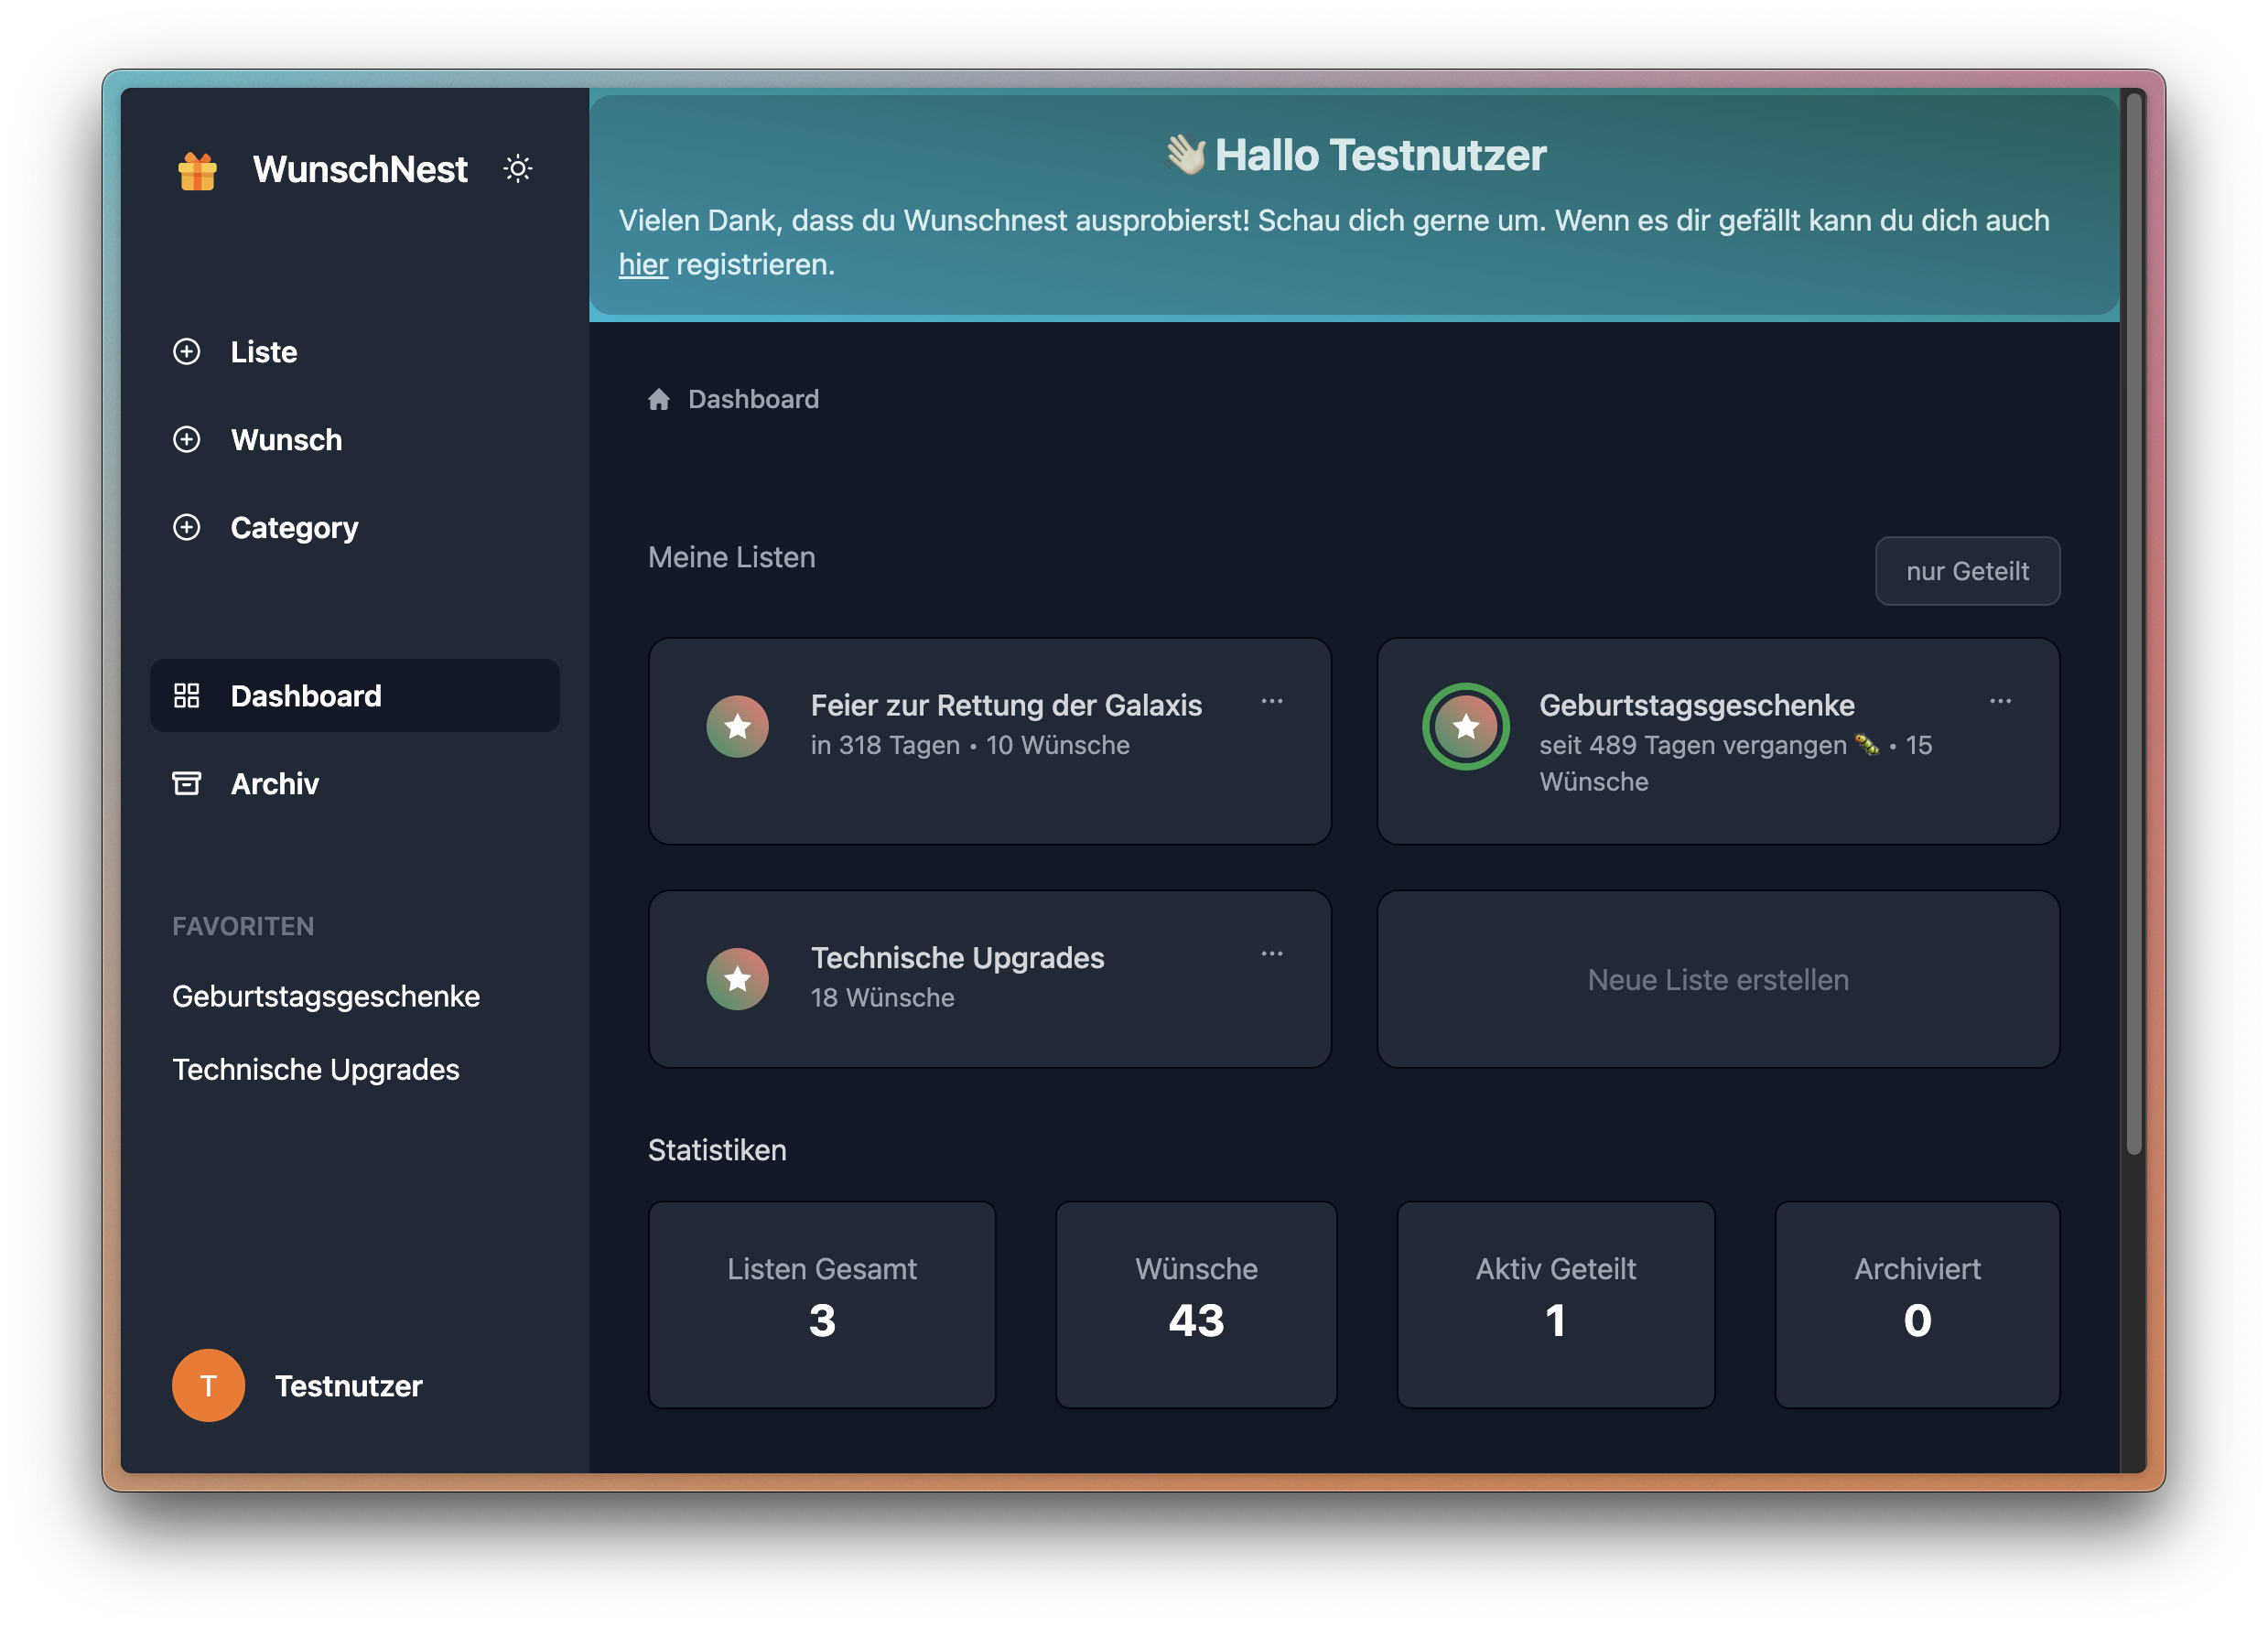 WunschNest
Liste
Wunsch
Category
Dashboard
Archiv
FAVORITEN
Geburtstagsgeschenke
Technische Upgrades
T
Testnutzer
👋 Hallo Testnutzer
Vielen Dank, dass du Wunschnest ausprobierst! Schau dich gerne um. Wenn es dir gefällt kann du dich auch
hier registrieren.
Dashboard
Meine Listen
nur Geteilt
Feier zur Rettung der Galaxis
in 318 Tagen • 10 Wünsche
Geburtstagsgeschenke
seit 489 Tagen vergangen 🐛 • 15
Wünsche
Technische Upgrades
18 Wünsche
Neue Liste erstellen
Statistiken
Listen Gesamt
3
Wünsche
43
Aktiv Geteilt
1
Archiviert
0